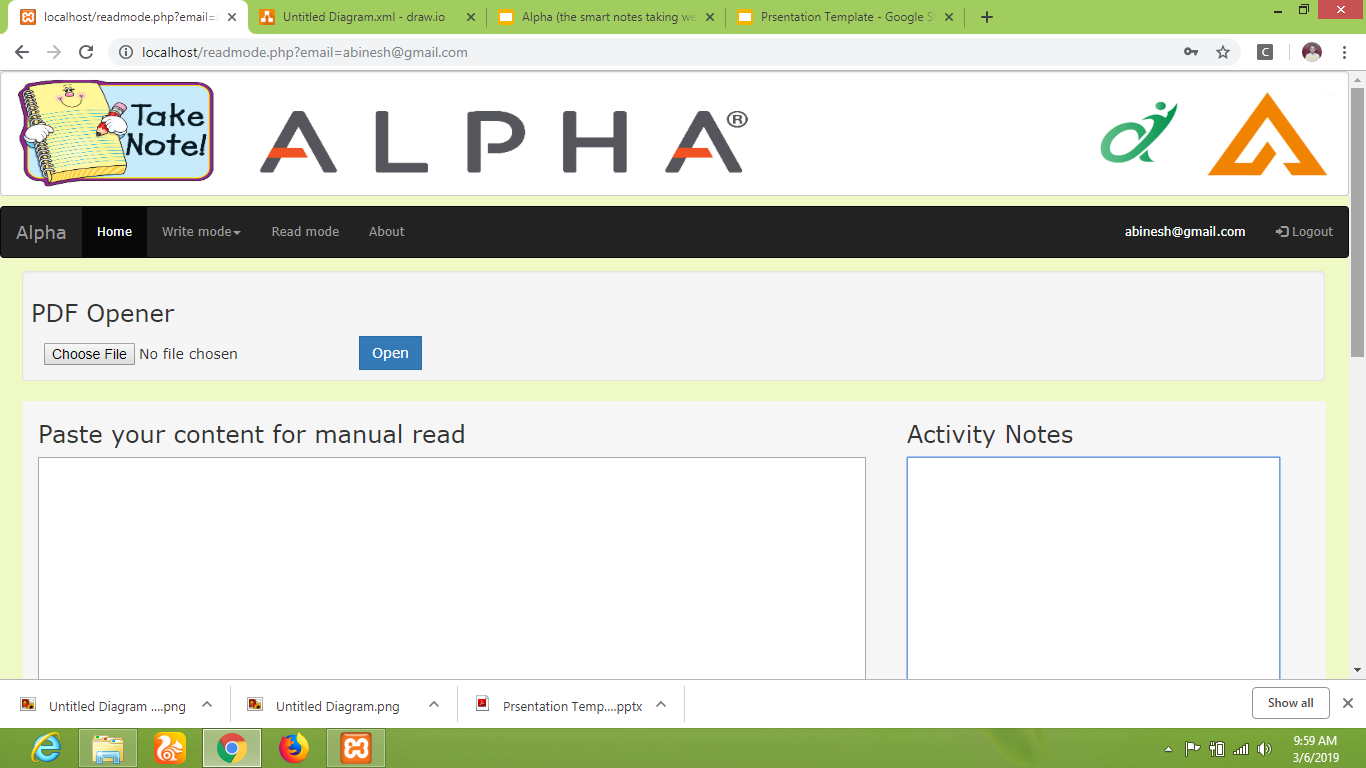 localhost/readmode.php?email=a
Untitled Diagram.xml - draw.io
Alpha (the smart notes taking we
Prsentation Template - Google S
localhost/readmode.php?email=abinesh@gmail.com
C
Take
Note!
ALPHA®
Alpha
Home
Write mode
Read mode
About
abinesh@gmail.com
Logout
PDF Opener
Choose File No file chosen
Open
Paste your content for manual read
Activity Notes
Untitled Diagram ....png
Untitled Diagram.png
Prsentation Temp....pptx
Show all
9:59 AM
3/6/2019